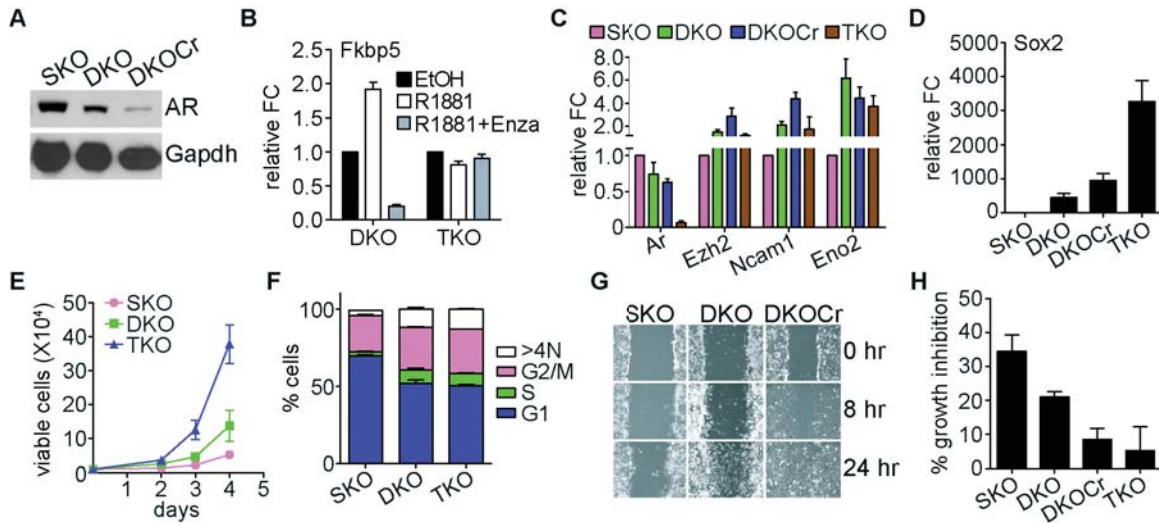 A
SKO DKO DKOCr
AR
Gapdh
B
Fkbp5
EtOH
R1881
R1881+Enza
relative FC
2.5
2.0
1.5
1.0
0.5
0.0
DKO TKO
C
SKO DKO DKOCr TKO
relative FC
8.0
6.0
4.0
2.0
1.0
0.5
0.0
Ar Ezh2 Ncam1 Eno2
D
Sox2
relative FC
5000
4000
3000
2000
1000
0
SKO DKO DKOCr TKO
E
SKO
DKO
TKO
viable cells (X10⁴)
50
40
30
20
10
0
1 2 3 4 5
days
F
% cells
100
50
0
>4N
G2/M
S
G1
SKO DKO TKO
G
SKO DKO DKOCr
0 hr
8 hr
24 hr
H
% growth inhibition
50
40
30
20
10
0
SKO DKO DKOCr TKO